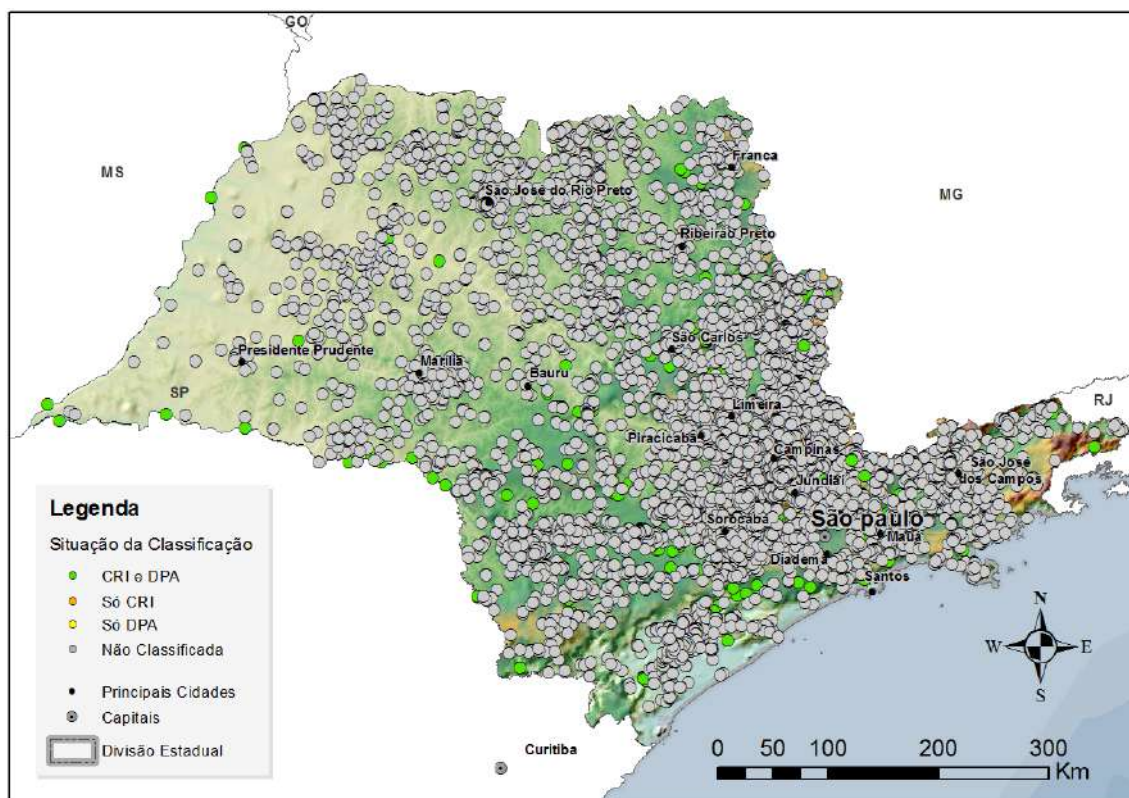 GO
MS
MG
Franca
São José do Rio Preto
Ribeirão Preto
São Carlos
Presidente Prudente
Marília
Bauru
SP
RJ
Limeira
Piracicaba
Campinas
São José
dos Campos
Jundiaí
São paulo
Sorocaba
Mauá
Diadema
Santos
Legenda
Situação da Classificação
CRI e DPA
Só CRI
Só DPA
Não Classificada
Principais Cidades
Capitais
Divisão Estadual
Curitiba
N
W
E
S
0 50 100 200 300
Km